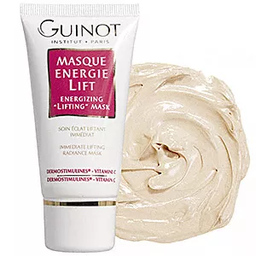 GUINOT
INSTITUT • PARIS
MASQUE
ENERGIE
LIFT
ENERGIZING
"LIFTING" MASK
SOIN ÉCLAT LIFTANT
IMMÉDIAT
IMMEDIATE LIFTING
RADIANCE MASK
DERMOSTIMULINES® - VITAMINE C
DERMOSTIMULINES® - VITAMIN C